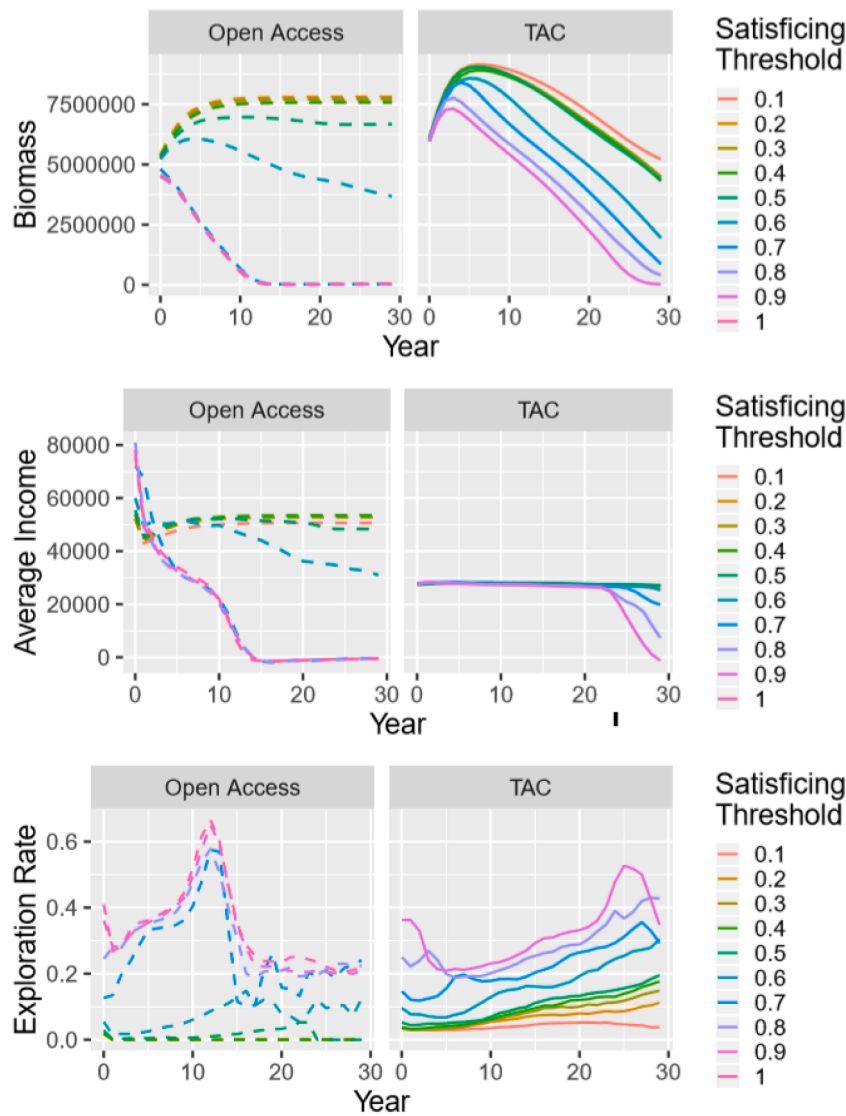 Open Access TAC
Satisficing
Threshold
Biomass
75000000
50000000
25000000
0
0 10 20 30 0 10 20 30
Year
0.1
0.2
0.3
0.4
0.5
0.6
0.7
0.8
0.9
1
Open Access TAC
Satisficing
Threshold
Average Income
80000
60000
40000
20000
0
0 10 20 30 0 10 20 30
Year
0.1
0.2
0.3
0.4
0.5
0.6
0.7
0.8
0.9
1
Open Access TAC
Satisficing
Threshold
Exploration Rate
0.6
0.4
0.2
0.0
0 10 20 30 0 10 20 30
Year
0.1
0.2
0.3
0.4
0.5
0.6
0.7
0.8
0.9
1